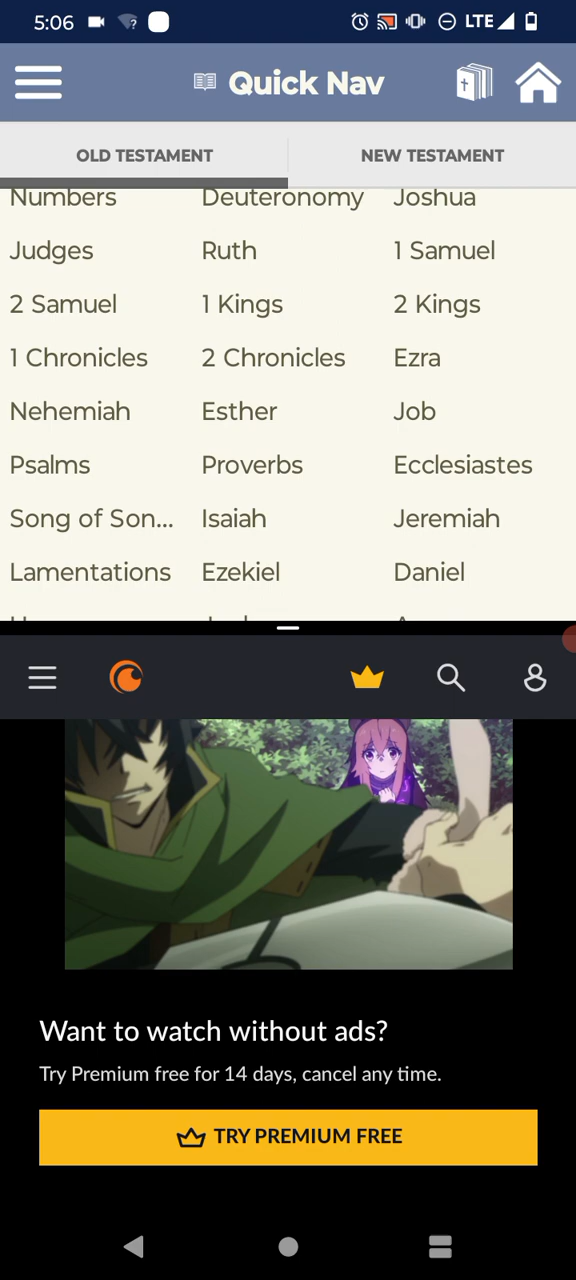 5:06 ? LTE
Quick Nav
OLD TESTAMENT NEW TESTAMENT
Numbers Deuteronomy Joshua
Judges Ruth 1 Samuel
2 Samuel 1 Kings 2 Kings
1 Chronicles 2 Chronicles Ezra
Nehemiah Esther Job
Psalms Proverbs Ecclesiastes
Song of Son... Isaiah Jeremiah
Lamentations Ezekiel Daniel
Want to watch without ads?
Try Premium free for 14 days, cancel any time.
TRY PREMIUM FREE